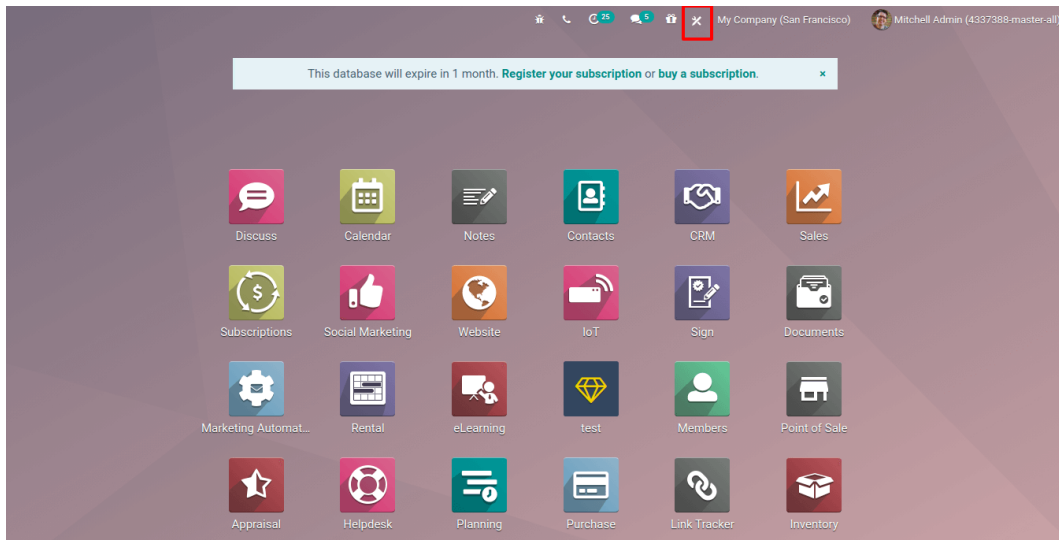 25 5 My Company (San Francisco) Mitchell Admin (4337388-master-all)
This database will expire in 1 month. Register your subscription or buy a subscription. ×
Discuss Calendar Notes Contacts CRM Sales
$
Subscriptions Social Marketing Website IoT Sign Documents
Marketing Automat... Rental eLearning test Members Point of Sale
Appraisal Helpdesk Planning Purchase Link Tracker Inventory